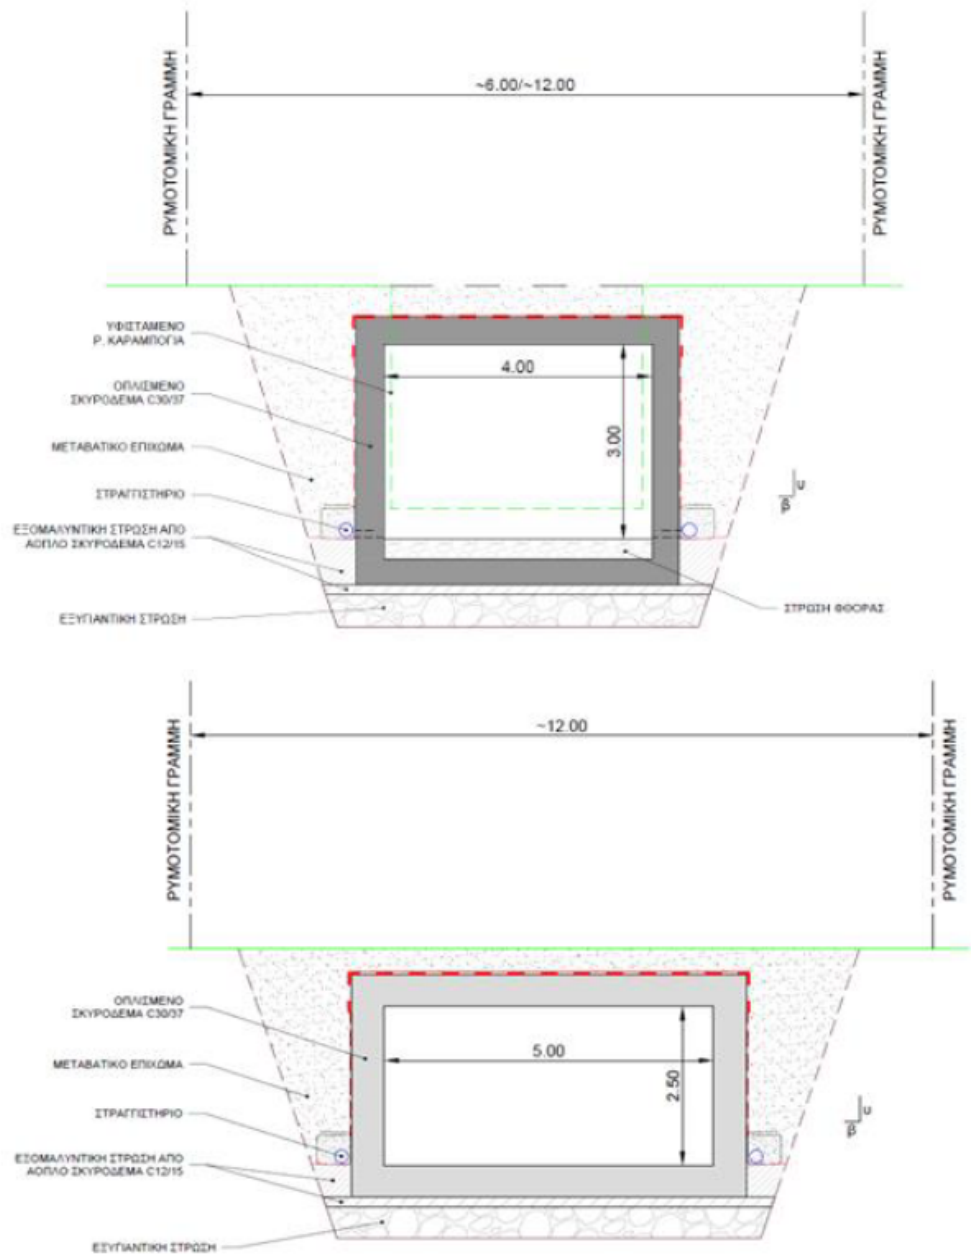 ~6.00/~12.00
ΡΥΜΟΤΟΜΙΚΗ ΓΡΑΜΜΗ
ΡΥΜΟΤΟΜΙΚΗ ΓΡΑΜΜΗ
ΥΦΙΣΤΑΜΕΝΟ
Ρ. ΚΑΡΑΜΠΟΓΙΑ
4.00
ΟΠΛΙΣΜΕΝΟ
ΣΚΥΡΟΔΕΜΑ C30/37
3.00
ΜΕΤΑΒΑΤΙΚΟ ΕΠΙΧΩΜΑ
ΣΤΡΑΓΓΙΣΤΗΡΙΟ
υ
β
ΕΞΟΜΑΛΥΝΤΙΚΗ ΣΤΡΩΣΗ ΑΠΟ
ΑΟΠΛΟ ΣΚΥΡΟΔΕΜΑ C12/15
ΣΤΡΩΣΗ ΦΘΟΡΑΣ
ΕΞΥΓΙΑΝΤΙΚΗ ΣΤΡΩΣΗ
~12.00
ΡΥΜΟΤΟΜΙΚΗ ΓΡΑΜΜΗ
ΡΥΜΟΤΟΜΙΚΗ ΓΡΑΜΜΗ
ΟΠΛΙΣΜΕΝΟ
ΣΚΥΡΟΔΕΜΑ C30/37
5.00
2.50
ΜΕΤΑΒΑΤΙΚΟ ΕΠΙΧΩΜΑ
ΣΤΡΑΓΓΙΣΤΗΡΙΟ
υ
β
ΕΞΟΜΑΛΥΝΤΙΚΗ ΣΤΡΩΣΗ ΑΠΟ
ΑΟΠΛΟ ΣΚΥΡΟΔΕΜΑ C12/15
ΕΞΥΓΙΑΝΤΙΚΗ ΣΤΡΩΣΗ